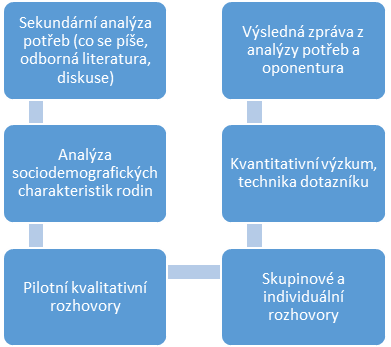 Sekundární analýza
potřeb (co se píše,
odborná literatura,
diskuse)
Analýza
sociodemografických
charakteristik rodin
Pilotní kvalitativní
rozhovory
Skupinové a
individuální
rozhovory
Kvantitativní výzkum,
technika dotazníku
Výsledná zpráva z
analýzy potřeb a
oponentura